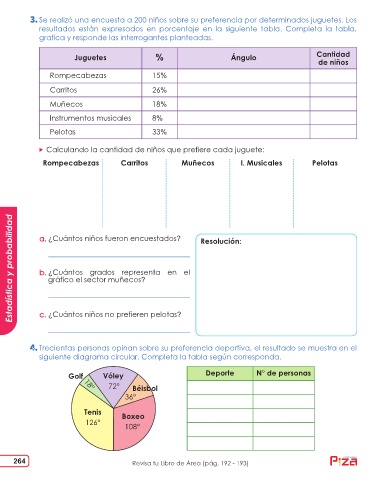 3. Se realizó una encuesta a 200 niños sobre su preferencia por determinados juguetes. Los
resultados están expresados en porcentaje en la siguiente tabla. Completa la tabla,
grafica y responde las interrogantes planteadas.
Juguetes % Ángulo Cantidad de niños
Rompecabezas 15%
Carritos 26%
Muñecos 18%
Instrumentos musicales 8%
Pelotas 33%
Calculando la cantidad de niños que prefiere cada juguete:
Rompecabezas Carritos Muñecos I. Musicales Pelotas
a. ¿Cuántos niños fueron encuestados?
Resolución:
b. ¿Cuántos grados representa en el
gráfico el sector muñecos?
c. ¿Cuántos niños no prefieren pelotas?
Estadística y probabilidad
4. Trecientas personas opinan sobre su preferencia deportiva, el resultado se muestra en el
siguiente diagrama circular. Completa la tabla según corresponda.
Golf
18°
Vóley
72°
Béisbol
36°
Tenis
126°
Boxeo
108°
Deporte N° de personas
264
Revisa tu Libro de Área (pág. 192 - 193)